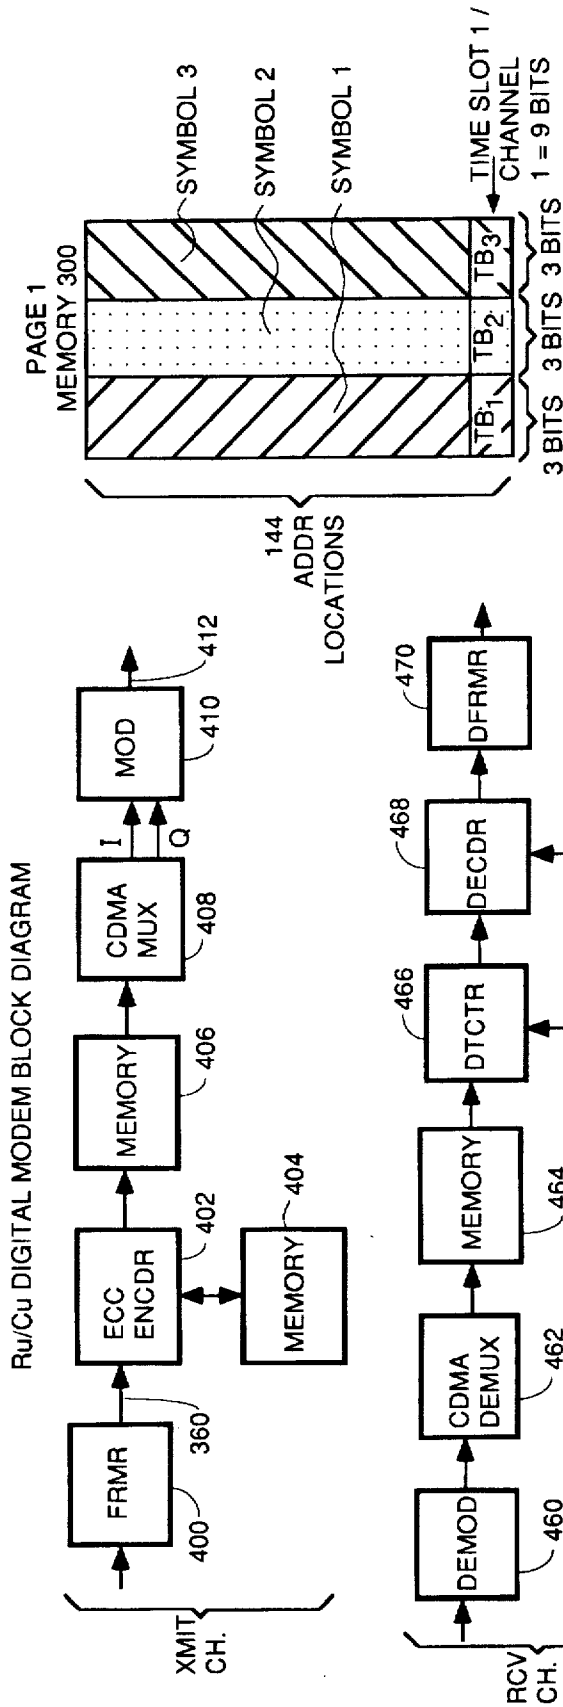 Ru/Cu DIGITAL MODEM BLOCK DIAGRAM
XMIT
CH.
FRMR
400
360
ECC
ENCDR
402
MEMORY
404
MEMORY
406
CDMA
MUX
408
I
Q
MOD
410
412
RCV
CH.
DEMOD
460
CDMA
DEMUX
462
MEMORY
464
DTCTR
466
DECDR
468
DFRMR
470
PAGE 1
MEMORY 300
144
ADDR
LOCATIONS
SYMBOL 3
SYMBOL 2
SYMBOL 1
TB1
TB2
TB3
TIME SLOT 1 /
CHANNEL
1 = 9 BITS
3 BITS
3 BITS
3 BITS